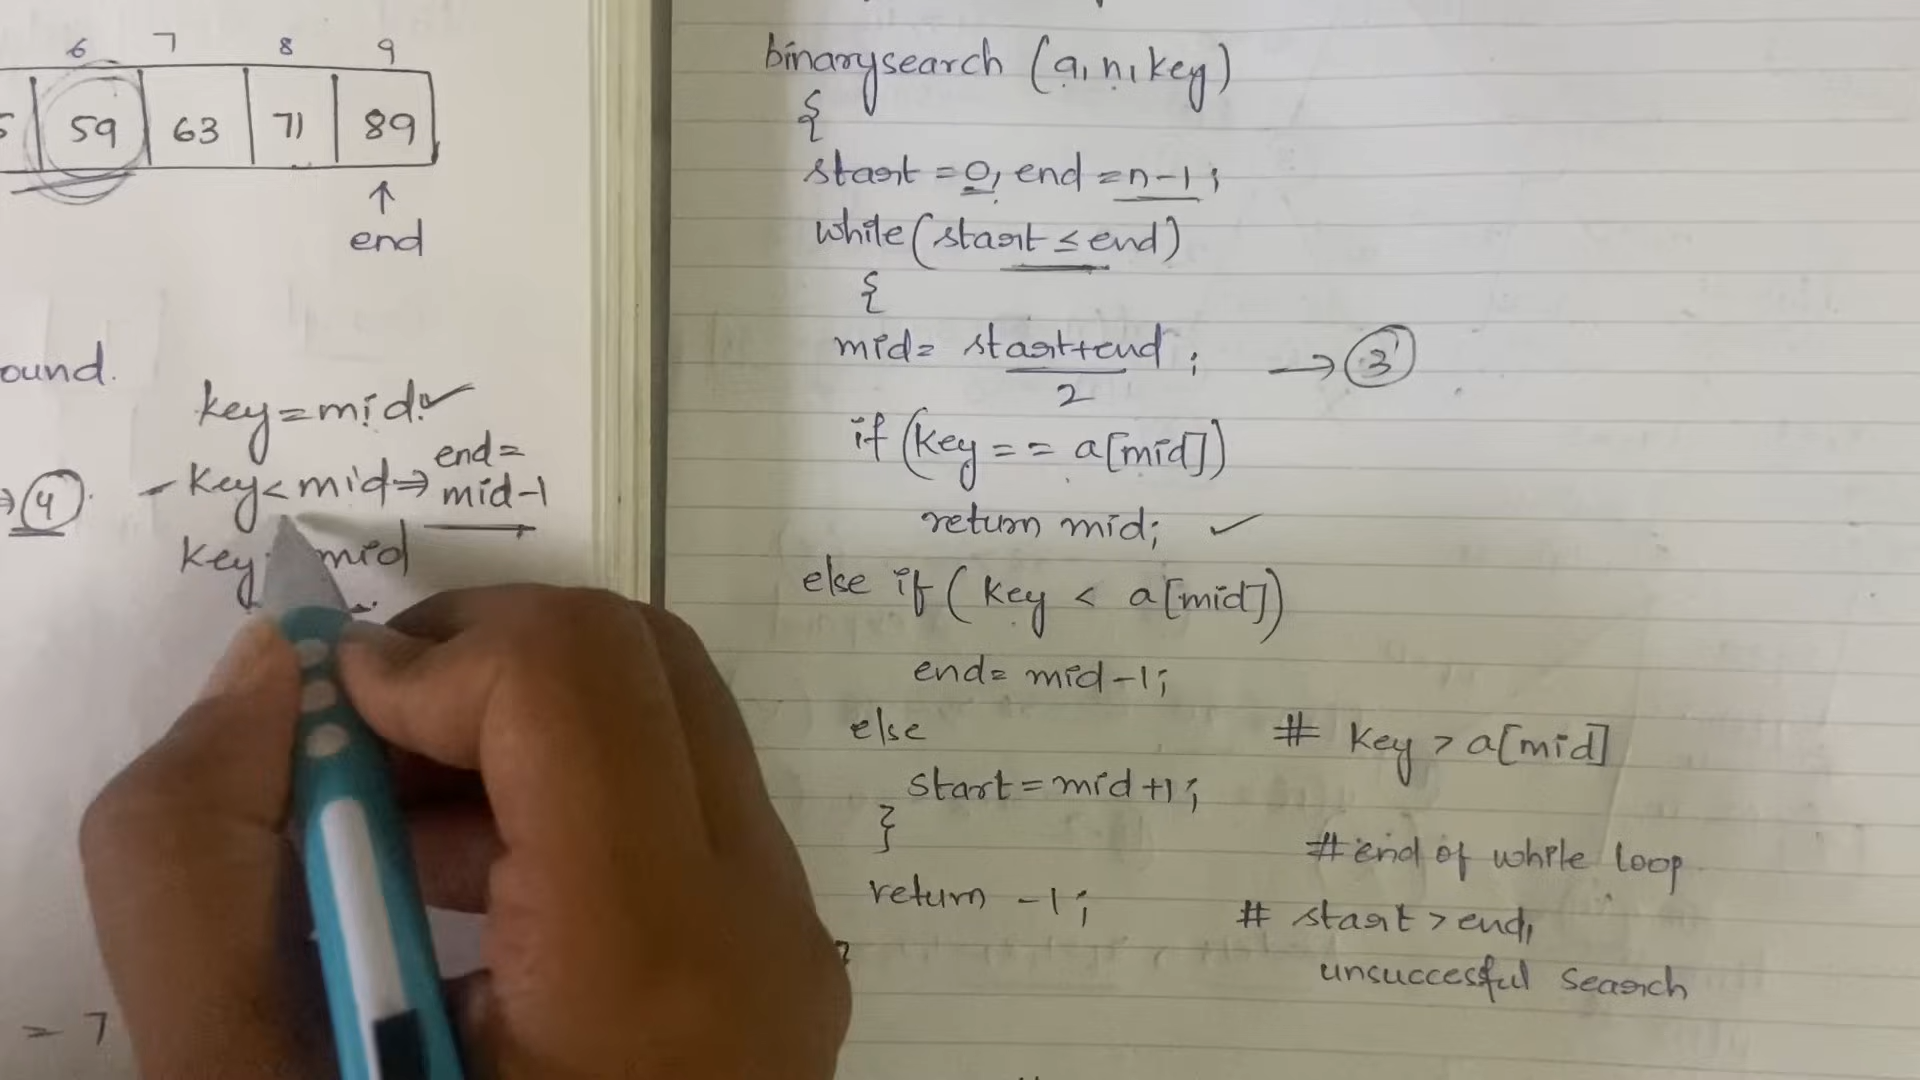 6 7 8 9
59 63 71 89
end
ound.
key=mid ✓
end=
- key<mid⇒ mid-1
④
key mid
= 7
binarysearch (a, n, key)
{
start = 0, end = n-1;
while (start ≤ end)
{
mid = start+end / 2 ; → ③
if (key == a[mid])
return mid; ✓
else if (key < a[mid])
end = mid-1;
else # key > a[mid]
start = mid+1;
} # end of while loop
return -1; # start > end,
unsuccesful search